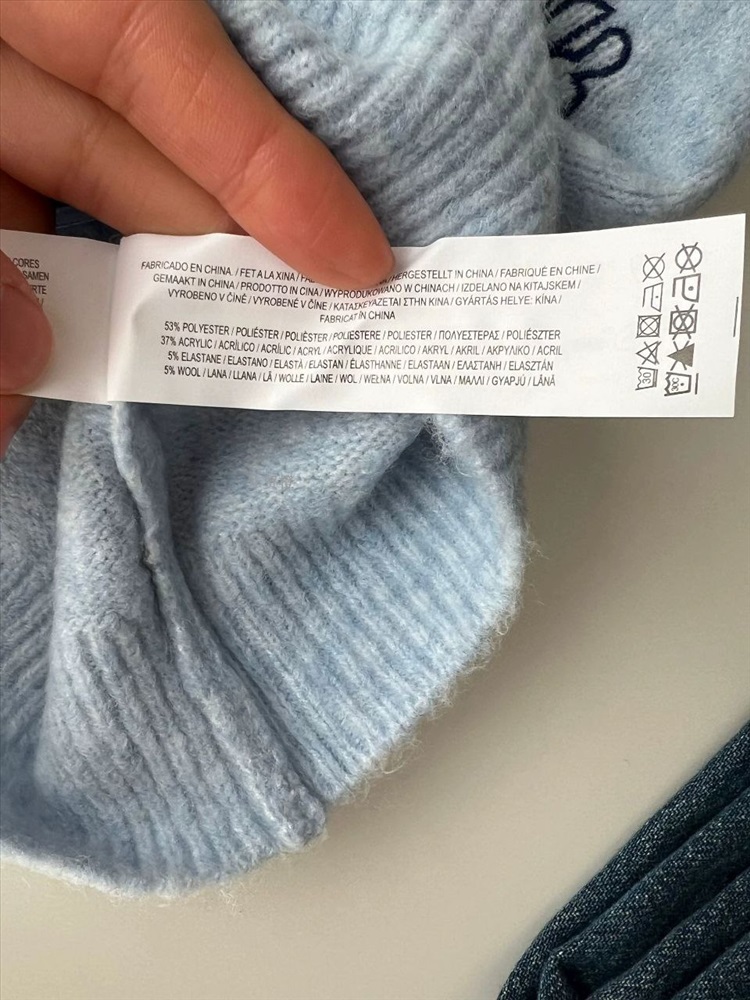 CORES
SAMEN
ERTE
FABRICADO EN CHINA / FET A LA XINA / HERGESTELLT IN CHINA / FABRIQUÉ EN CHINE /
GEMAAKT IN CHINA / PRODOTTO IN CINA / WYPRODUKOWANO W CHINACH / IZDELANO NA KITAJSKEM /
VYROBENO V ČÍNĚ / VYROBENÉ V ČÍNE / ΚΑΤΑΣΚΕΥΑΖΕΤΑΙ ΣΤΗΝ ΚΙΝΑ / GYÁRTÁS HELYE: KÍNA /
FABRICAT ÎN CHINA
53% POLYESTER / POLIÉSTER / POLIÈSTER / POLIESTERE / POLIESTER / ΠΟΛΥΕΣΤΕΡΑΣ / POLIÉSZTER
37% ACRYLIC / ACRÍLICO / ACRÍLIC / ACRYL / ACRYLIQUE / ACRILICO / AKRYL / AKRIL / ΑΚΡΥΛΙΚΟ / ACRIL
5% ELASTANE / ELASTANO / ELASTÀ / ELASTAN / ÉLASTHANNE / ELASTAAN / ΕΛΑΣΤΑΝΗ / ELASZTÁN
5% WOOL / LANA / LLANA / LÃ / WOLLE / LAINE / WOL / WEŁNA / VOLNA / VLNA / ΜΑΛΛΙ / GYAPJÚ / LÂNĂ
30